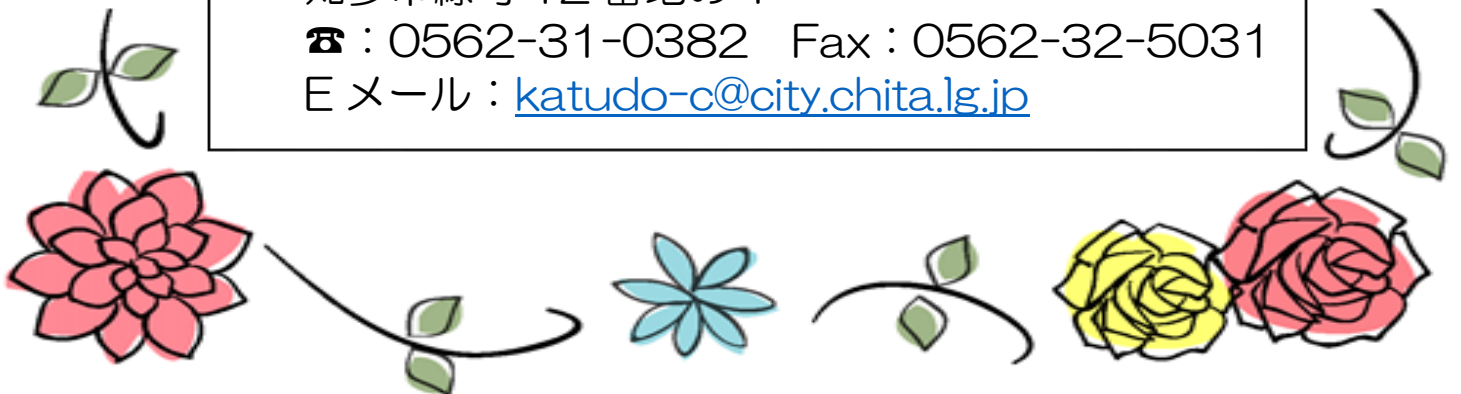 ☎：0562-31-0382　Fax：0562-32-5031
Eメール：katudo-c@city.chita.lg.jp